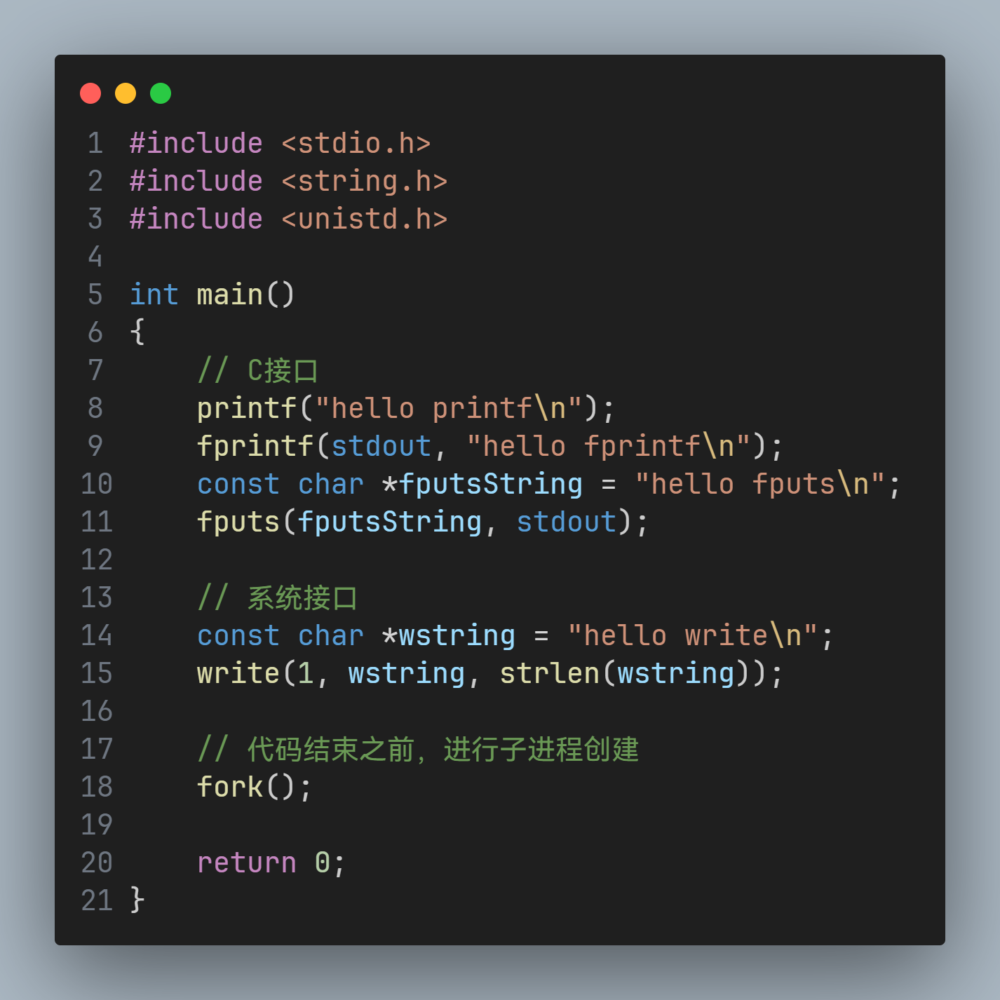 1 #include <stdio.h>
2 #include <string.h>
3 #include <unistd.h>
4
5 int main()
6 {
7     // C接口
8     printf("hello printf\n");
9     fprintf(stdout, "hello fprintf\n");
10     const char *fputsString = "hello fputs\n";
11     fputs(fputsString, stdout);
12
13     // 系统接口
14     const char *wstring = "hello write\n";
15     write(1, wstring, strlen(wstring));
16
17     // 代码结束之前，进行子进程创建
18     fork();
19
20     return 0;
21 }